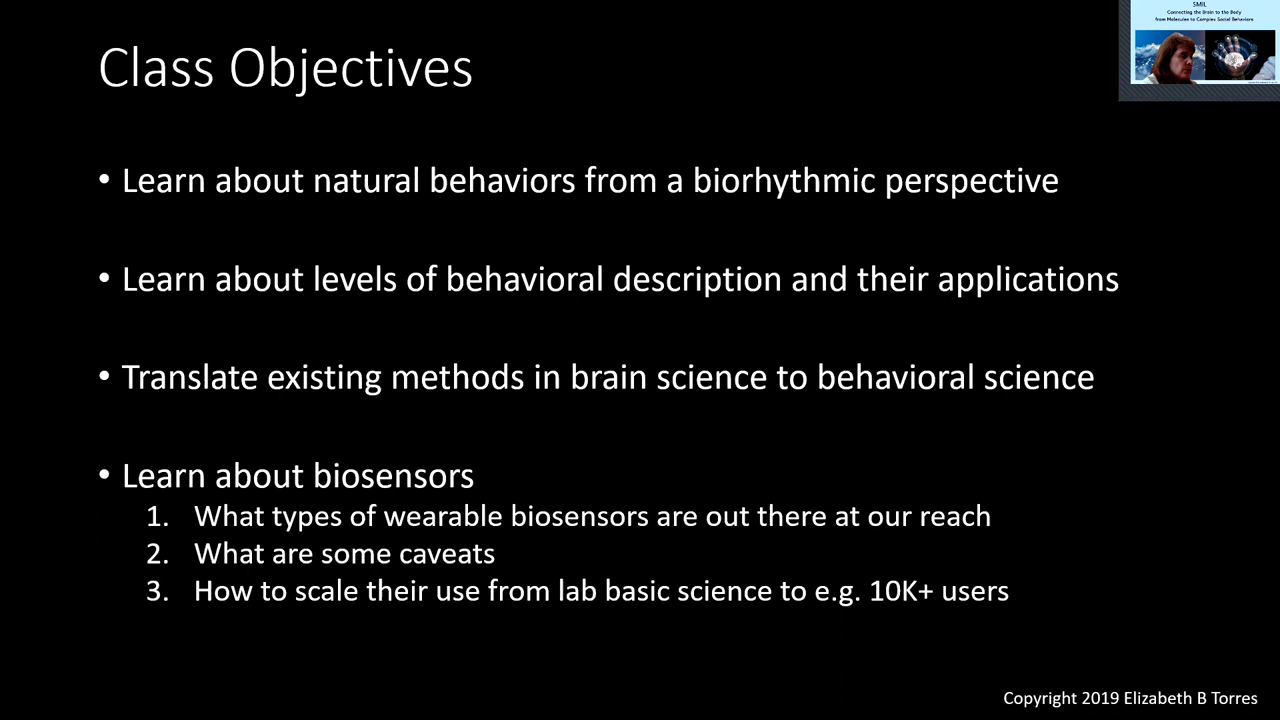 SMIL
Connecting the Brain to the Body
from Molecules to Complex Social Behaviors
Class Objectives
• Learn about natural behaviors from a biorhythmic perspective
• Learn about levels of behavioral description and their applications
• Translate existing methods in brain science to behavioral science
• Learn about biosensors
1. What types of wearable biosensors are out there at our reach
2. What are some caveats
3. How to scale their use from lab basic science to e.g. 10K+ users
Copyright 2019 Elizabeth B Torres